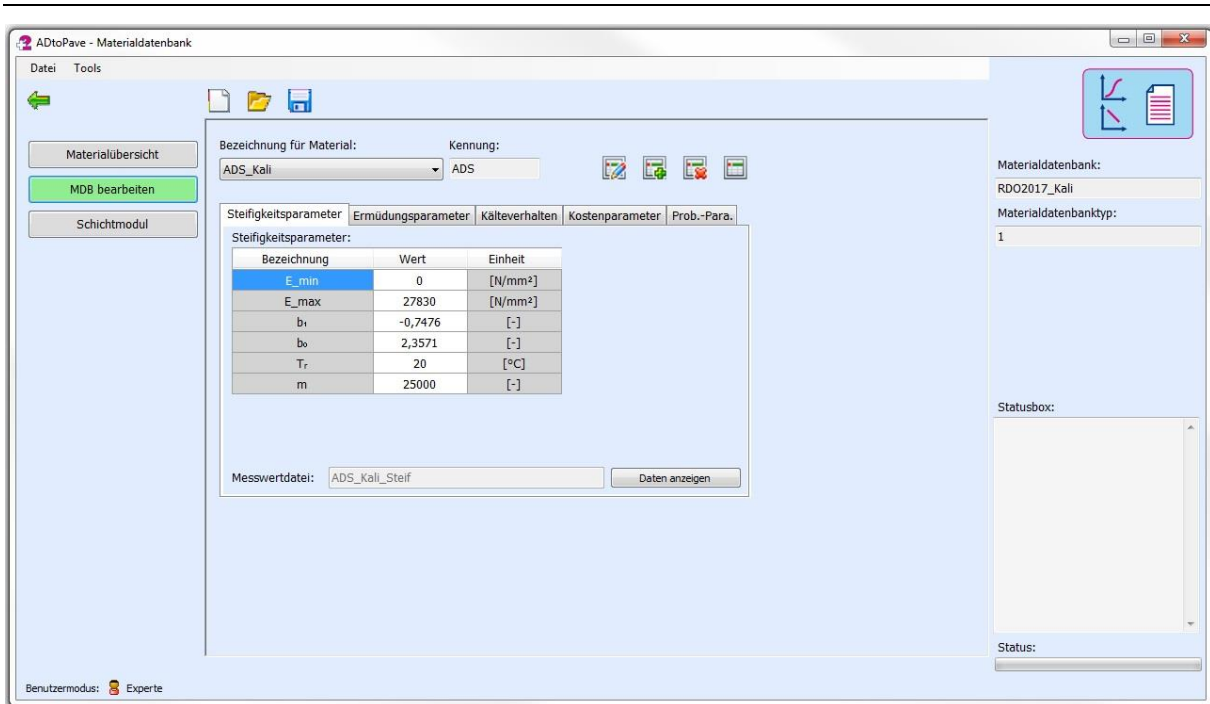 ADtoPave - Materialdatenbank
Datei Tools
Materialübersicht
MDB bearbeiten
Schichtmodul
Bezeichnung für Material: Kennung:
ADS_Kali ADS
Steifigkeitsparameter Ermüdungsparameter Kälteverhalten Kostenparameter Prob.-Para.
Steifigkeitsparameter:
Bezeichnung Wert Einheit
E_min 0 [N/mm²]
E_max 27830 [N/mm²]
b₁ -0,7476 [-]
b₀ 2,3571 [-]
Tᵣ 20 [°C]
m 25000 [-]
Messwertdatei: ADS_Kali_Steif Daten anzeigen
Materialdatenbank:
RDO2017_Kali
Materialdatenbanktyp:
1
Statusbox:
Status:
Benutzermodus: Experte